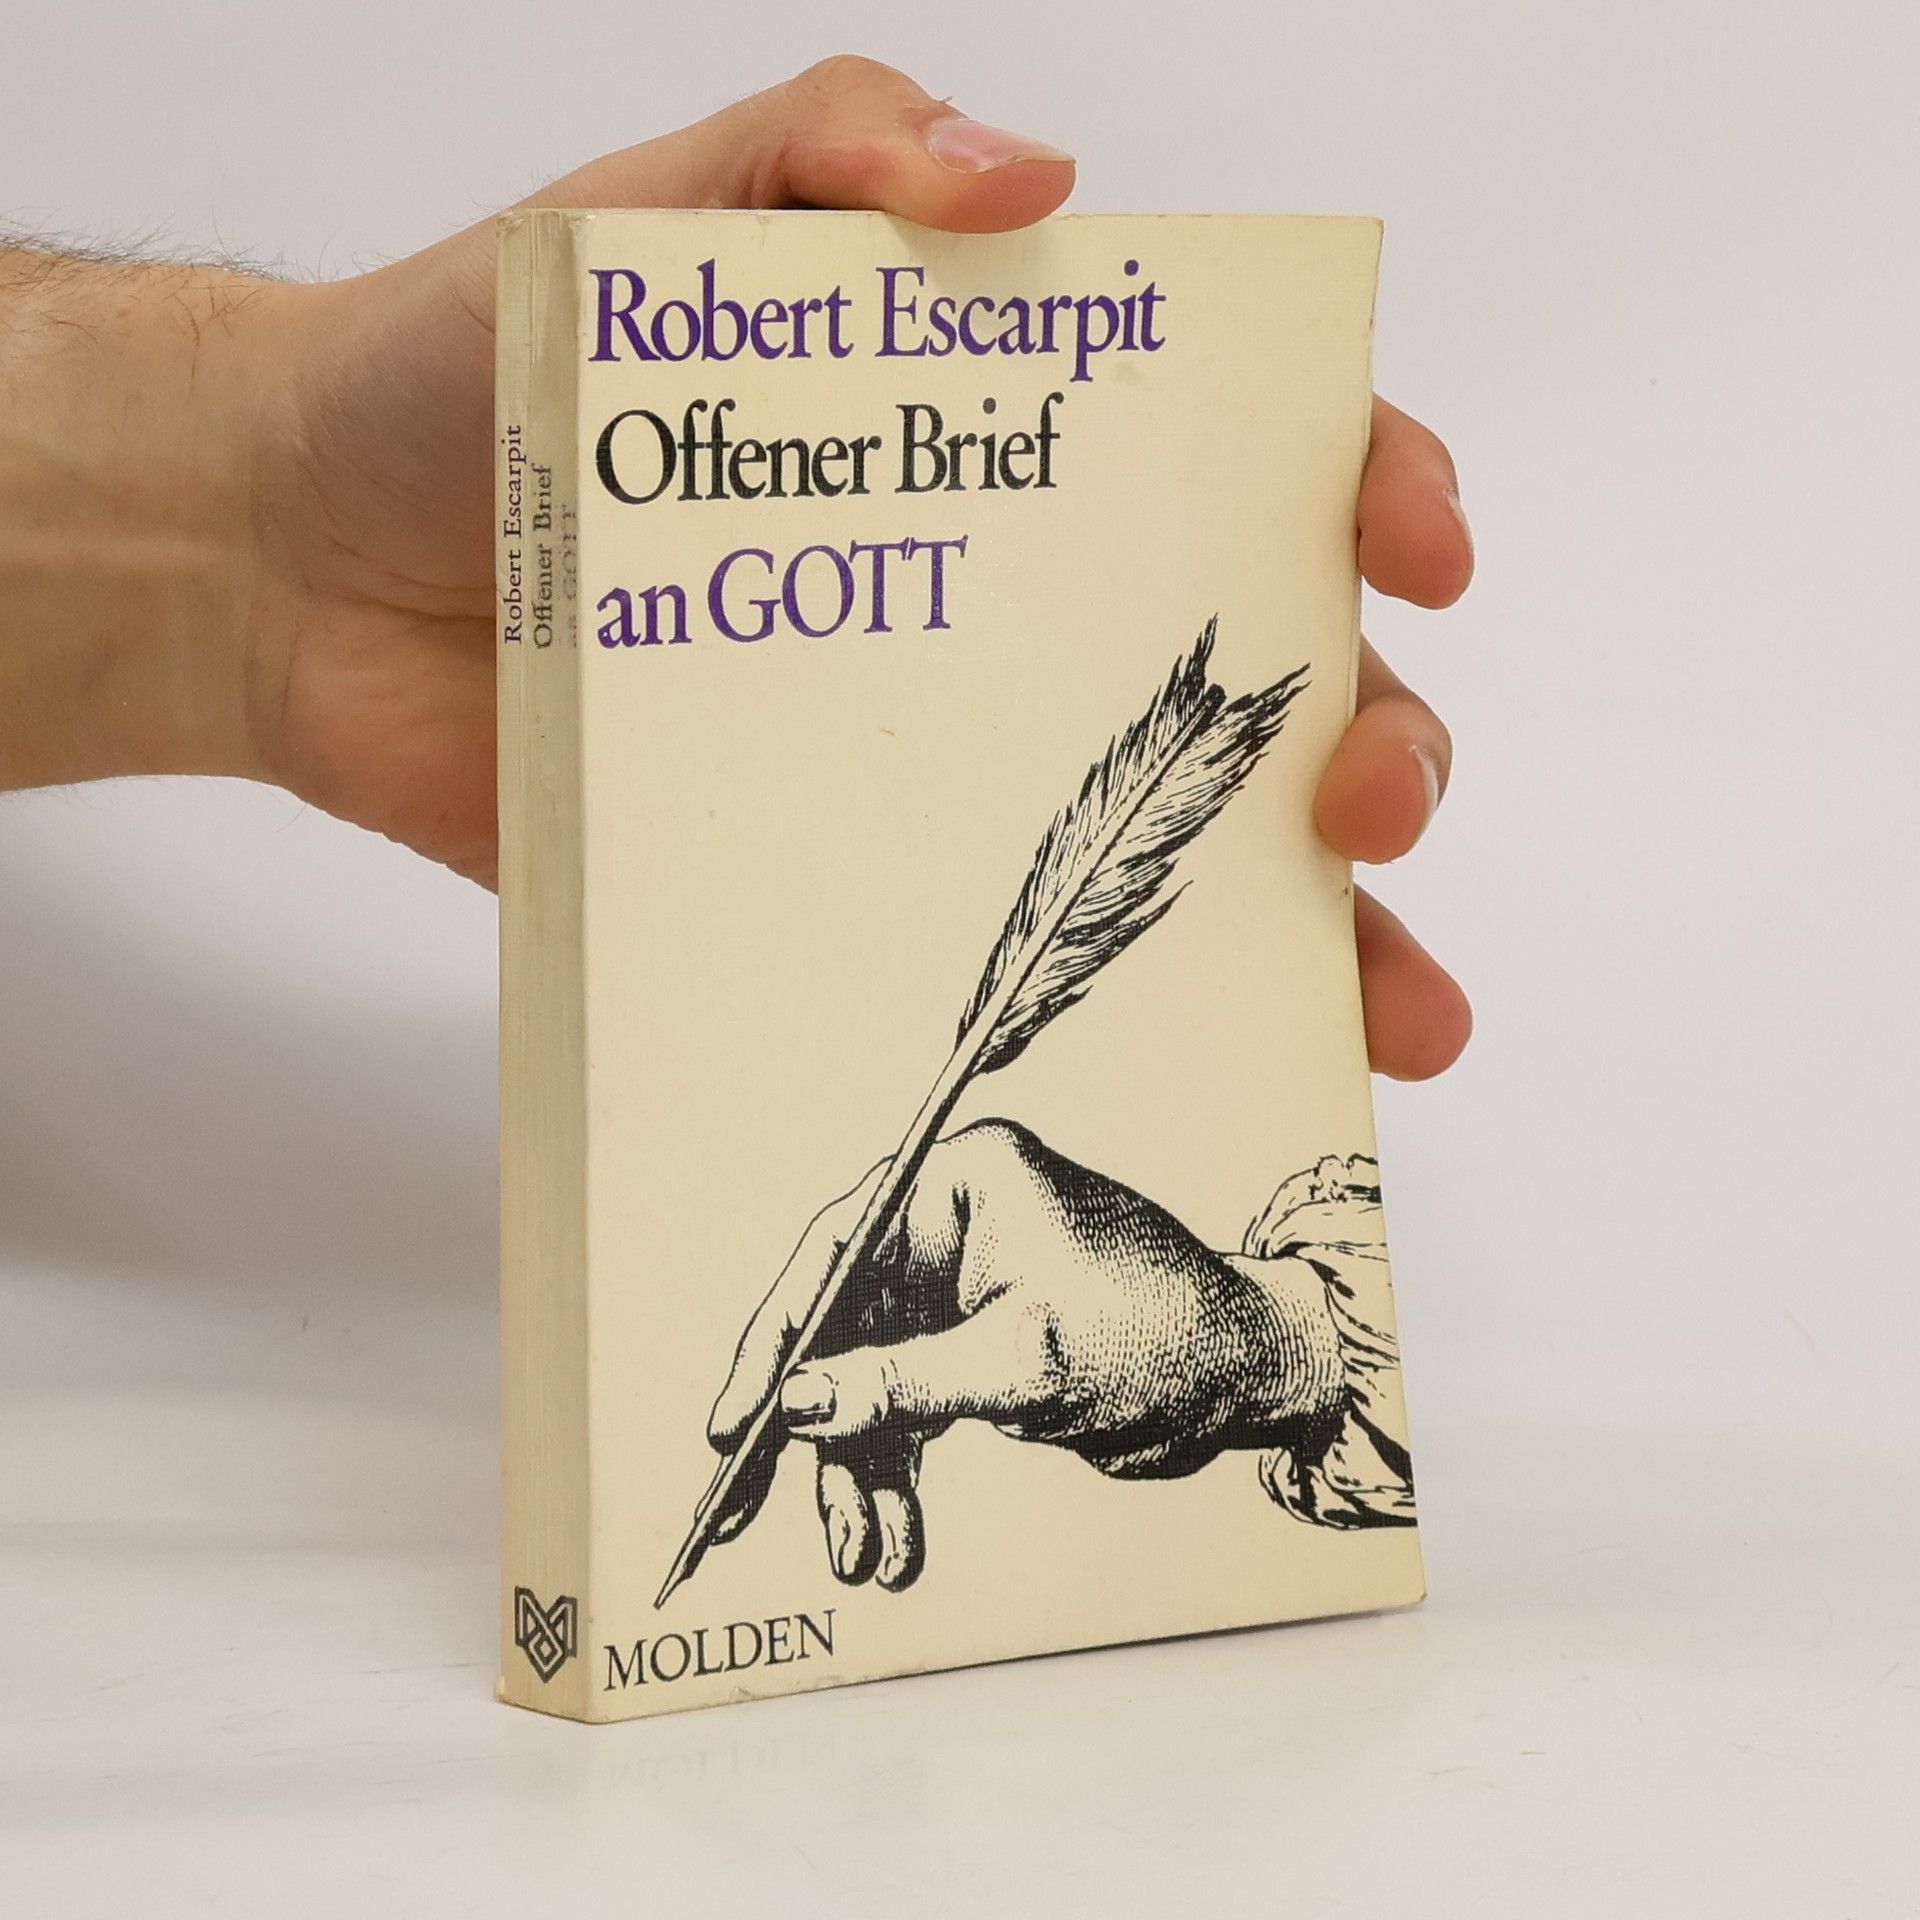 Robert Escarpit
Offener Brief
an GOTT
MOLDEN
Robert Escarpit
Offener Brief
an GOTT